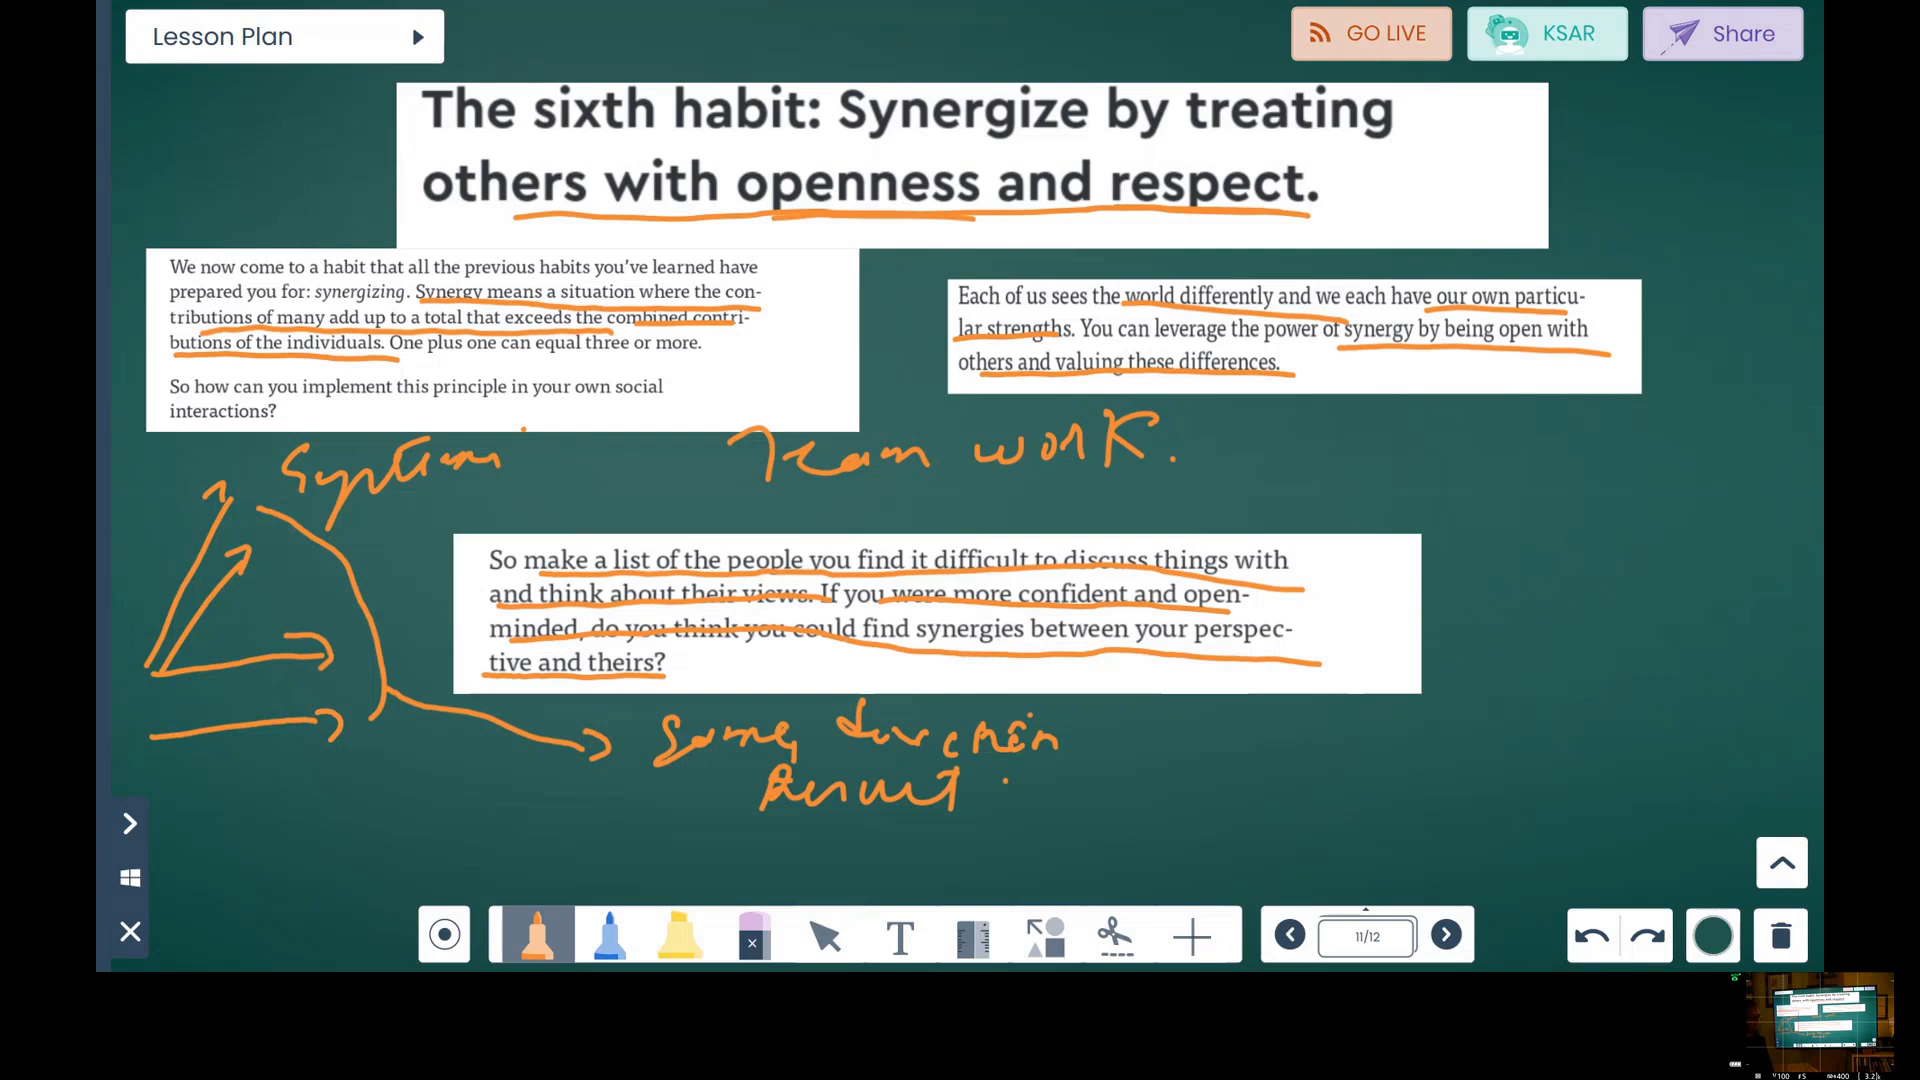 Lesson Plan
GO LIVE
KSAR
Share
The sixth habit: Synergize by treating
others with openness and respect.
We now come to a habit that all the previous habits you've learned have
prepared you for: synergizing. Synergy means a situation where the con-
tributions of many add up to a total that exceeds the combined contri-
butions of the individuals. One plus one can equal three or more.
So how can you implement this principle in your own social
interactions?
Each of us sees the world differently and we each have our own particu-
lar strengths. You can leverage the power of synergy by being open with
others and valuing these differences.
Team work.
So make a list of the people you find it difficult to discuss things with
and think about their views. If you were more confident and open-
minded, do you think you could find synergies between your perspec-
tive and theirs?
Same direction
Result
11/12